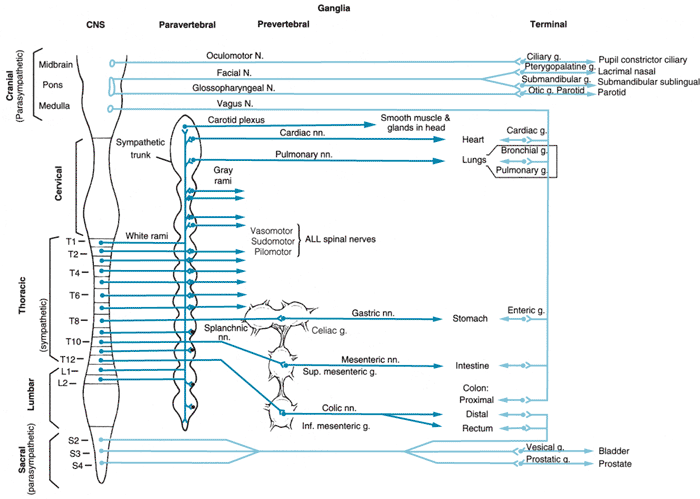 Ganglia
CNS Paravertebral Prevertebral Terminal
Cranial
(Parasympathetic)
Midbrain
Pons
Medulla
Oculomotor N.
Facial N.
Glossopharyngeal N.
Vagus N.
Ciliary g.
Pterygopalatine g.
Submandibular g.
Otic g. Parotid
Pupil constrictor ciliary
Lacrimal nasal
Submandibular sublingual
Parotid
Carotid plexus
Smooth muscle &
glands in head
Cardiac nn.
Heart
Cardiac g.
Sympathetic
trunk
Pulmonary nn.
Lungs
Bronchial g.
Pulmonary g.
Cervical
Gray
rami
Vasomotor
Sudomotor
Pilomotor
ALL spinal nerves
White rami
Thoracic
(sympathetic)
T1
T2
T4
T6
T8
T10
T12
Splanchnic
nn.
Gastric nn.
Celiac g.
Stomach
Enteric g.
Mesenteric nn.
Sup. mesenteric g.
Intestine
Lumbar
L1
L2
Colic nn.
Inf. mesenteric g.
Colon:
Proximal
Distal
Rectum
Sacral
(parasympathetic)
S2
S3
S4
Vesical g.
Prostatic g.
Bladder
Prostate